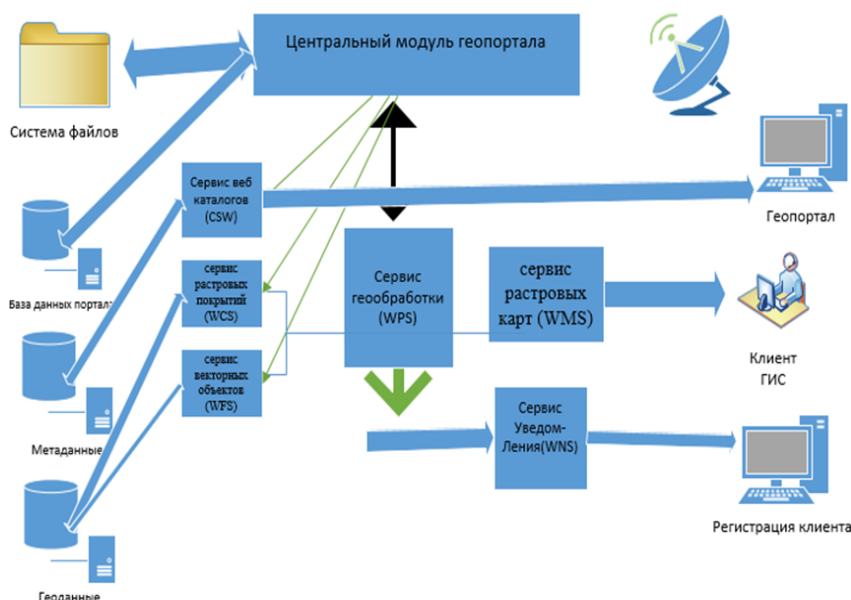 Центральный модуль геопортала
Система файлов
Сервис веб
каталогов
(CSW)
Геопортал
База данных портала
сервис
растровых
покрытий
(WCS)
Сервис
геообработки
(WPS)
сервис
растровых
карт (WMS)
Клиент
ГИС
сервис
векторных
объектов
(WFS)
Метаданные
Сервис
Уведом-
Ления(WNS)
Регистрация клиента
Геоданные